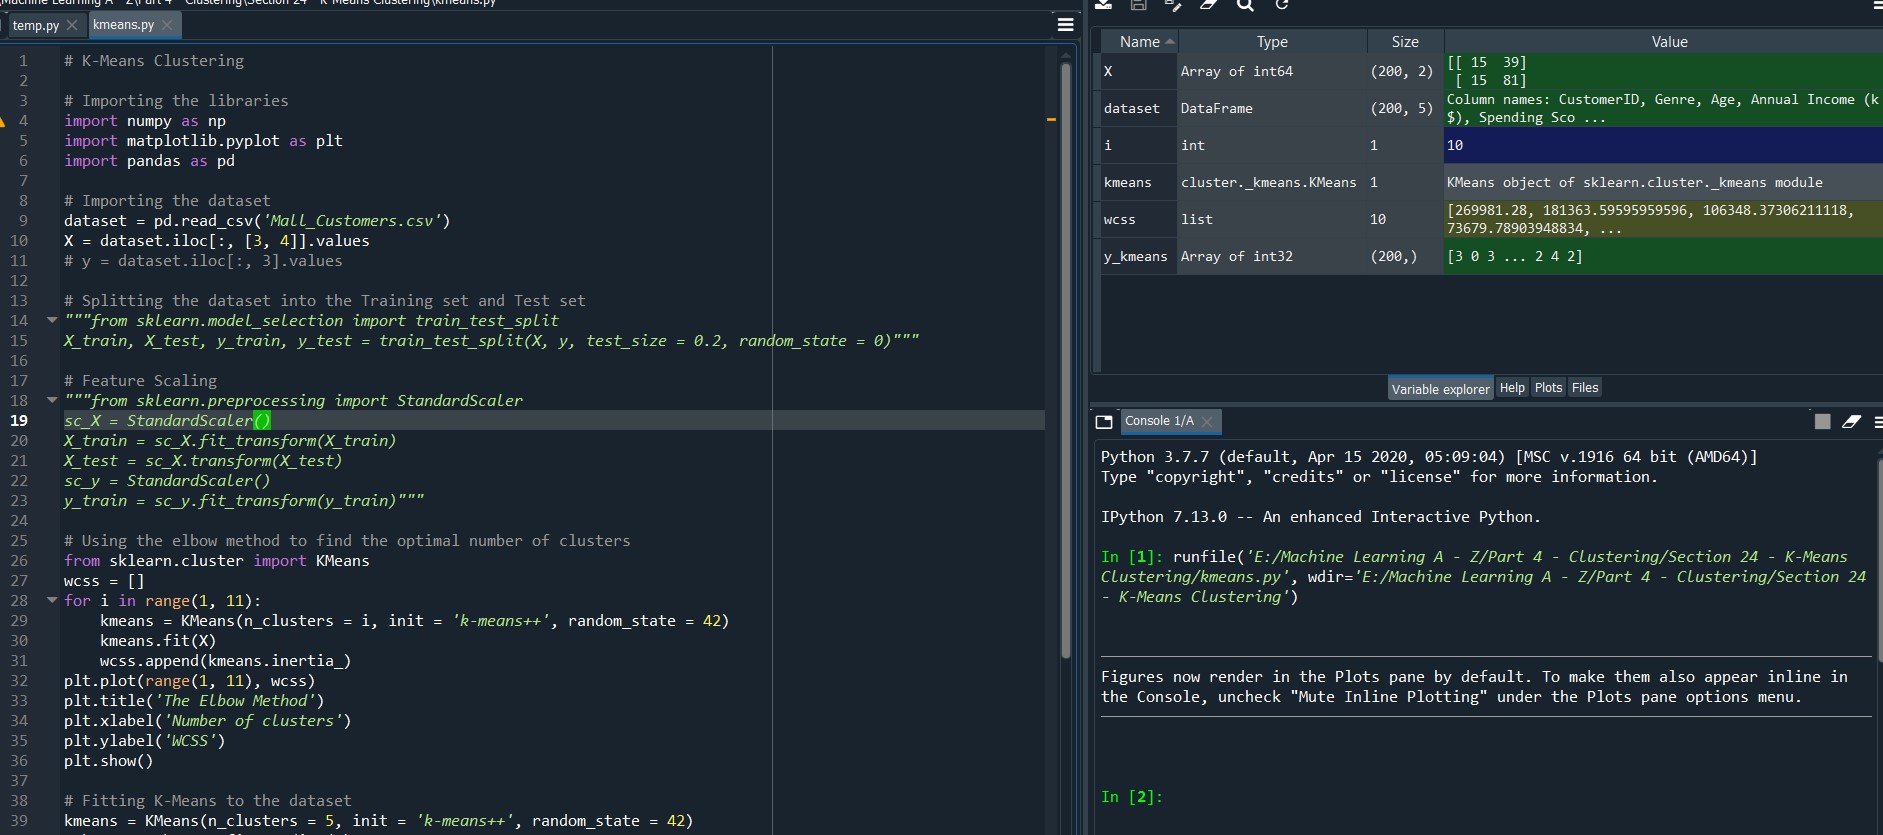 Machine Learning A - Z\Part 4 - Clustering\Section 24 - K-Means Clustering\kmeans.py
temp.py
kmeans.py
1 # K-Means Clustering
2
3 # Importing the libraries
4 import numpy as np
5 import matplotlib.pyplot as plt
6 import pandas as pd
7
8 # Importing the dataset
9 dataset = pd.read_csv('Mall_Customers.csv')
10 X = dataset.iloc[:, [3, 4]].values
11 # y = dataset.iloc[:, 3].values
12
13 # Splitting the dataset into the Training set and Test set
14 """from sklearn.model_selection import train_test_split
15 X_train, X_test, y_train, y_test = train_test_split(X, y, test_size = 0.2, random_state = 0)"""
16
17 # Feature Scaling
18 """from sklearn.preprocessing import StandardScaler
19 sc_X = StandardScaler()
20 X_train = sc_X.fit_transform(X_train)
21 X_test = sc_X.transform(X_test)
22 sc_y = StandardScaler()
23 y_train = sc_y.fit_transform(y_train)"""
24
25 # Using the elbow method to find the optimal number of clusters
26 from sklearn.cluster import KMeans
27 wcss = []
28 for i in range(1, 11):
29     kmeans = KMeans(n_clusters = i, init = 'k-means++', random_state = 42)
30     kmeans.fit(X)
31     wcss.append(kmeans.inertia_)
32 plt.plot(range(1, 11), wcss)
33 plt.title('The Elbow Method')
34 plt.xlabel('Number of clusters')
35 plt.ylabel('WCSS')
36 plt.show()
37
38 # Fitting K-Means to the dataset
39 kmeans = KMeans(n_clusters = 5, init = 'k-means++', random_state = 42)
Name Type Size Value
X Array of int64 (200, 2) [[ 15  39]
[ 15  81]
dataset DataFrame (200, 5) Column names: CustomerID, Genre, Age, Annual Income (k
$), Spending Sco ...
i int 1 10
kmeans cluster._kmeans.KMeans 1 KMeans object of sklearn.cluster._kmeans module
wcss list 10 [269981.28, 181363.59595959596, 106348.37306211118,
73679.78903948834, ...
y_kmeans Array of int32 (200,) [3 0 3 ... 2 4 2]
Variable explorer Help Plots Files
Console 1/A
Python 3.7.7 (default, Apr 15 2020, 05:09:04) [MSC v.1916 64 bit (AMD64)]
Type "copyright", "credits" or "license" for more information.
IPython 7.13.0 -- An enhanced Interactive Python.
In [1]: runfile('E:/Machine Learning A - Z/Part 4 - Clustering/Section 24 - K-Means
Clustering/kmeans.py', wdir='E:/Machine Learning A - Z/Part 4 - Clustering/Section 24
- K-Means Clustering')
Figures now render in the Plots pane by default. To make them also appear inline in
the Console, uncheck "Mute Inline Plotting" under the Plots pane options menu.
In [2]: